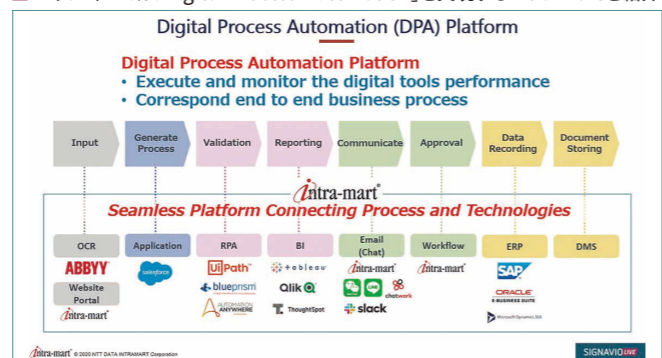 Digital Process Automation (DPA) Platform
Digital Process Automation Platform
• Execute and monitor the digital tools performance
• Correspond end to end business process
Input
Generate Process
Validation
Reporting
Communicate
Approval
Data Recording
Document Storing
intra-mart
Seamless Platform Connecting Process and Technologies
OCR
Application
RPA
BI
Email (Chat)
Workflow
ERP
DMS
ABBYY
salesforce
UiPath
tableau
intra-mart
intra-mart
SAP
Website Portal
blueprism
Qlik
LINE
chatwork
ORACLE
E-BUSINESS SUITE
intra-mart
AUTOMATION ANYWHERE
ThoughtSpot
slack
Microsoft Dynamics 365
intra-mart © 2020 NTT DATA INTRAMART Corporation
SIGNAVIO LIVE